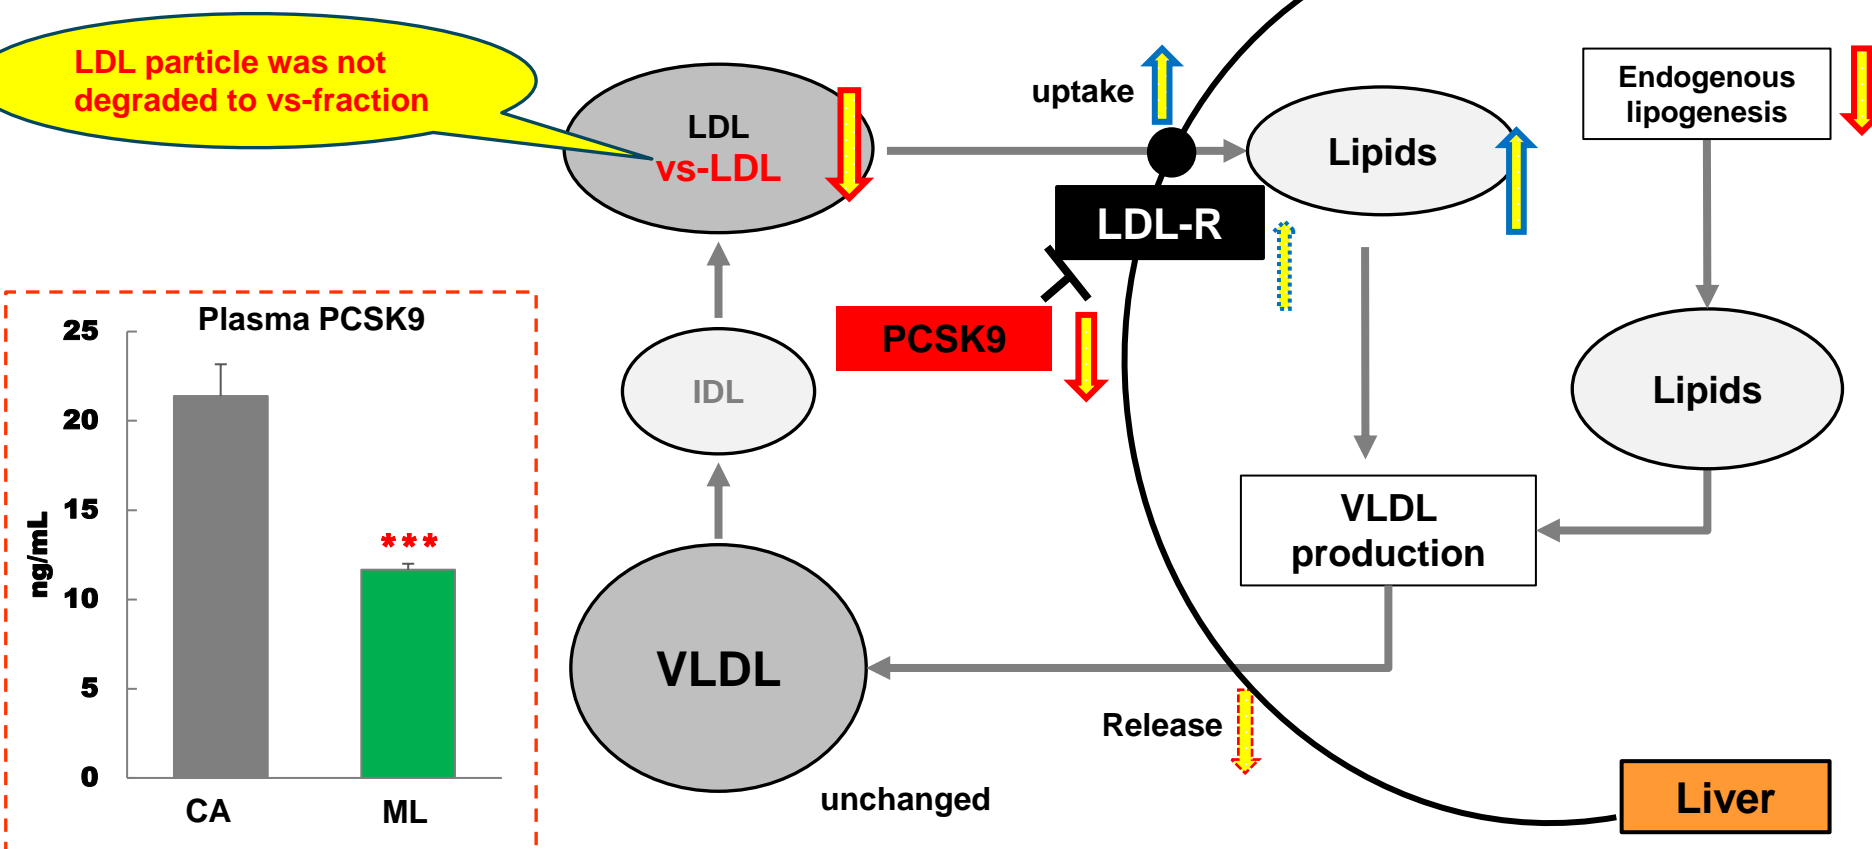 LDL particle was not
degraded to vs-fraction
LDL
vs-LDL
uptake
Lipids
Endogenous
lipogenesis
LDL-R
PCSK9
IDL
Lipids
VLDL
production
VLDL
Release
unchanged
Liver
Plasma PCSK9
25
20
15
10
5
0
ng/mL
***
CA
ML